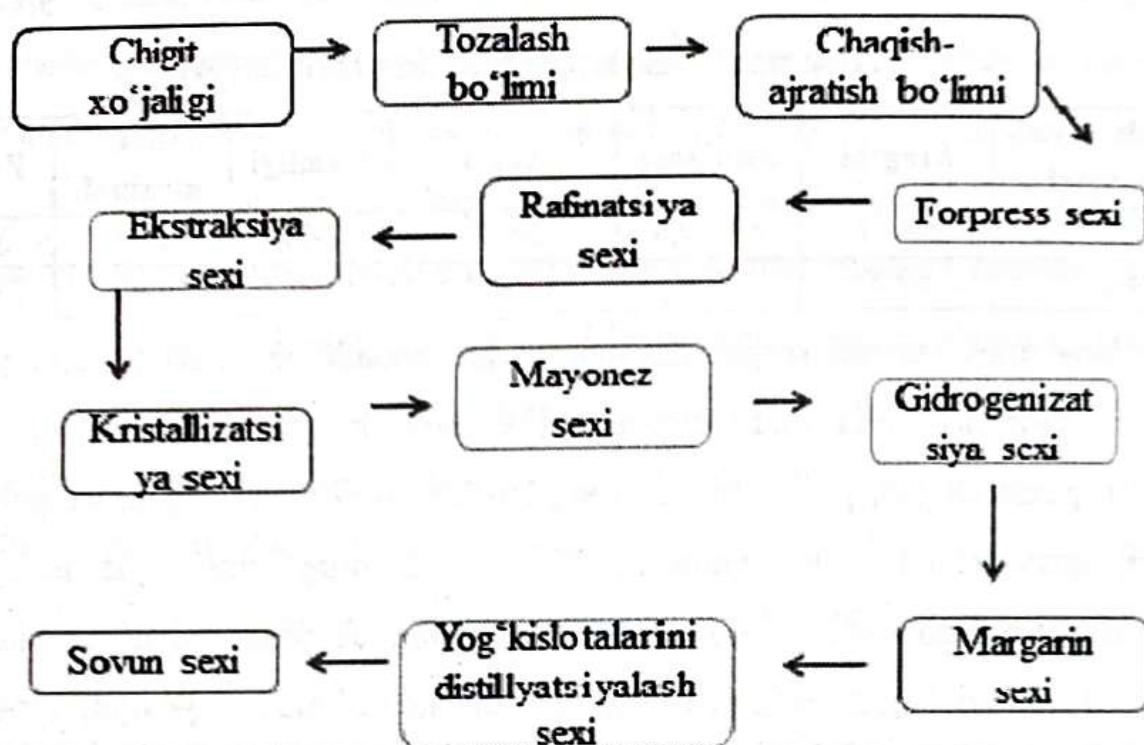 Chigit
xo‘jaligi
Tozalash
bo‘limi
Chaqish-
ajratish bo‘limi
Forpress sexi
Rafinatsiya
sexi
Ekstraksiya
sexi
Kristallizatsi
ya sexi
Mayonez
sexi
Gidrogenizat
siya sexi
Margarin
sexi
Yog‘kislotalarini
distillyatsiyalash
sexi
Sovun sexi